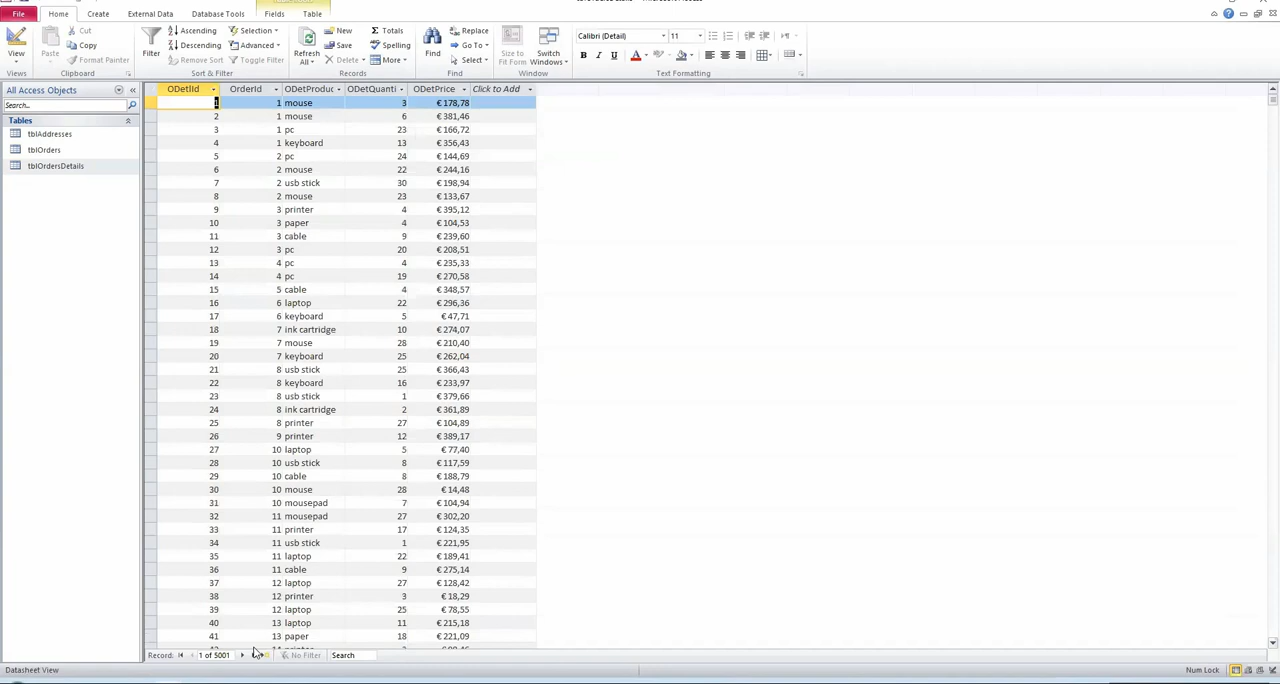 File Home Create External Data Database Tools Fields Table
View Paste Cut Copy Format Painter Filter Ascending Descending Remove Sort Selection Advanced Toggle Filter Refresh All New Save Delete Totals Spelling More Find Replace Go To Select Size to Fit Form Switch Windows Calibri (Detail) 11 B I U A
Views Clipboard Sort & Filter Records Find Window Text Formatting
All Access Objects
Search...
Tables
tblAddresses
tblOrders
tblOrdersDetails
ODetIId OrderId ODetProduc ODetQuanti ODetPrice Click to Add
1 1 mouse 3 € 178,78
2 1 mouse 6 € 381,46
3 1 pc 23 € 166,72
4 1 keyboard 13 € 356,43
5 2 pc 24 € 144,69
6 2 mouse 22 € 244,16
7 2 usb stick 30 € 198,94
8 2 mouse 23 € 133,67
9 3 printer 4 € 395,12
10 3 paper 4 € 104,53
11 3 cable 9 € 239,60
12 3 pc 20 € 208,51
13 4 pc 4 € 235,33
14 4 pc 19 € 270,58
15 5 cable 4 € 348,57
16 6 laptop 22 € 296,36
17 6 keyboard 5 € 47,71
18 7 ink cartridge 10 € 274,07
19 7 mouse 28 € 210,40
20 7 keyboard 25 € 262,04
21 8 usb stick 25 € 366,43
22 8 keyboard 16 € 233,97
23 8 usb stick 1 € 379,66
24 8 ink cartridge 2 € 361,89
25 8 printer 27 € 104,89
26 9 printer 12 € 389,17
27 10 laptop 5 € 77,40
28 10 usb stick 8 € 117,59
29 10 cable 8 € 188,79
30 10 mouse 28 € 14,48
31 10 mousepad 7 € 104,94
32 11 mousepad 27 € 302,20
33 11 printer 17 € 124,35
34 11 usb stick 1 € 221,95
35 11 laptop 22 € 189,41
36 11 cable 9 € 275,14
37 12 laptop 27 € 128,42
38 12 printer 3 € 18,29
39 12 laptop 25 € 78,55
40 13 laptop 11 € 215,18
41 13 paper 18 € 221,09
Record: 1 of 5001 No Filter Search
Datasheet View Num Lock